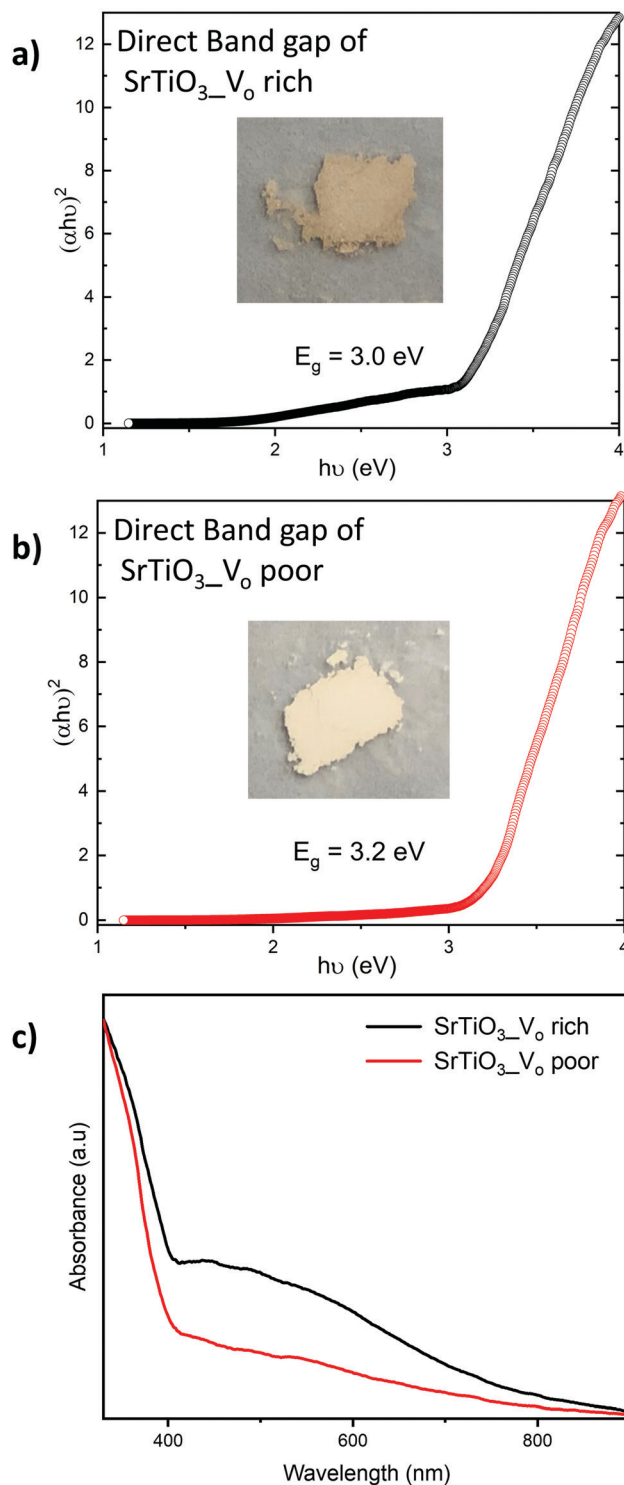 a)
Direct Band gap of
SrTiO₃_Vₒ rich
(αhυ)²
12
10
8
6
4
2
0
E_g = 3.0 eV
1 2 3 4
hυ (eV)
b)
Direct Band gap of
SrTiO₃_Vₒ poor
(αhυ)²
12
10
8
6
4
2
0
E_g = 3.2 eV
1 2 3 4
hυ (eV)
c)
SrTiO₃_Vₒ rich
SrTiO₃_Vₒ poor
Absorbance (a.u)
400 600 800
Wavelength (nm)